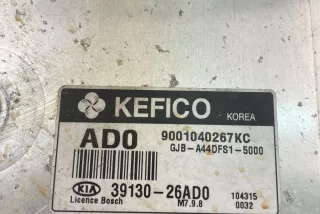 KEFICO KOREA
AD0 9001040267KC
GJB-A44DFS1-5000
KIA 39130-26AD0 104315
Licence Bosch M7.9.8 0032